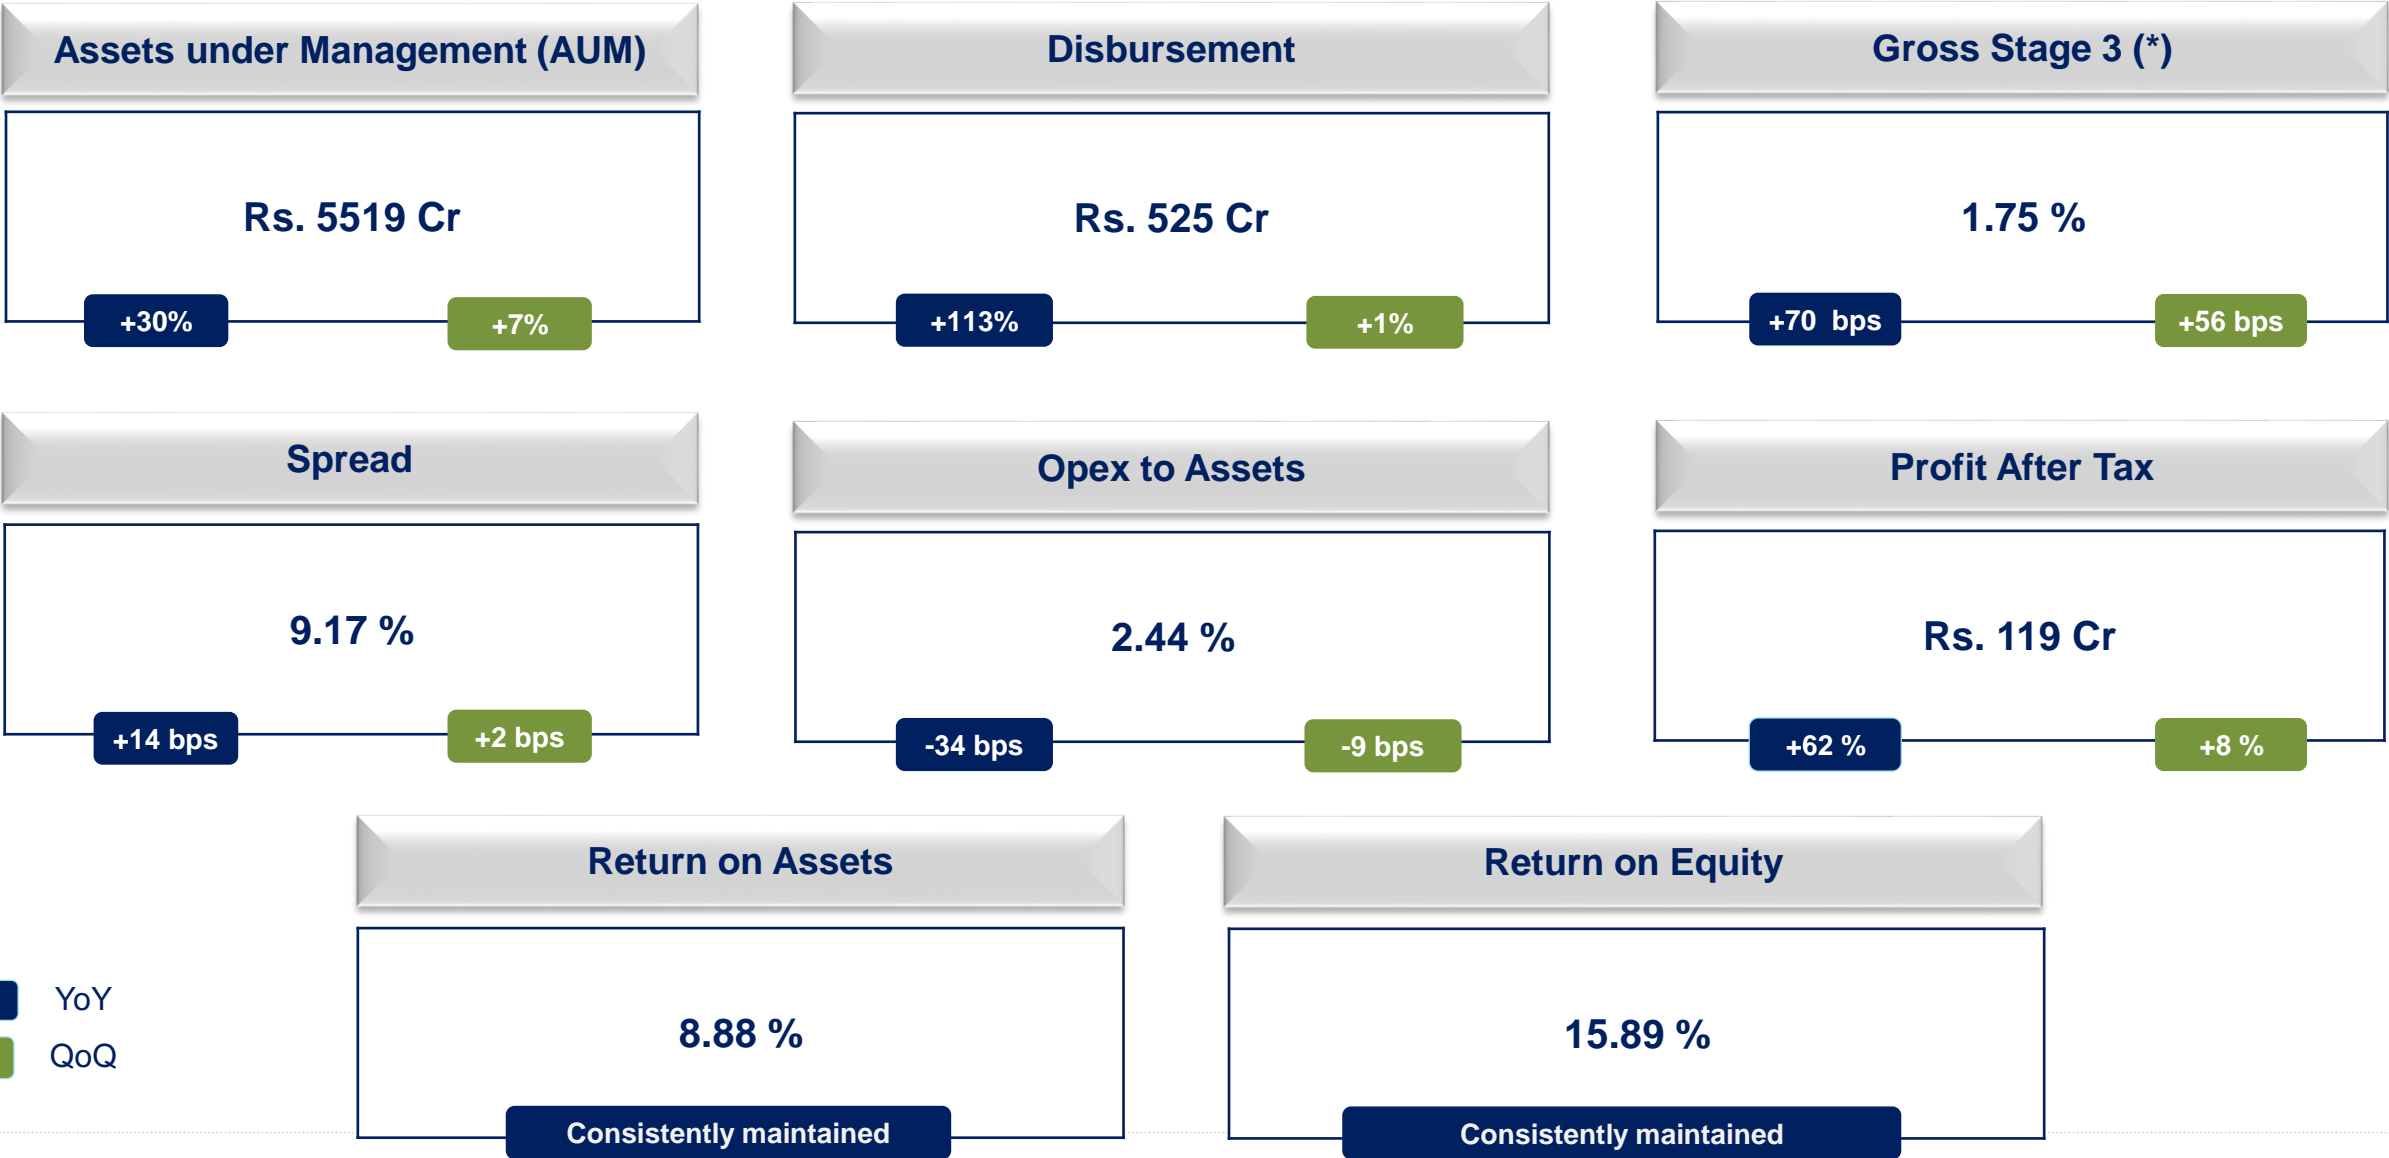 Assets under Management (AUM)
Disbursement
Gross Stage 3 (*)
Rs. 5519 Cr
Rs. 525 Cr
1.75 %
+30%
+7%
+113%
+1%
+70 bps
+56 bps
Spread
Opex to Assets
Profit After Tax
9.17 %
2.44 %
Rs. 119 Cr
+14 bps
+2 bps
-34 bps
-9 bps
+62 %
+8 %
Return on Assets
Return on Equity
8.88 %
15.89 %
YoY
QoQ
Consistently maintained
Consistently maintained